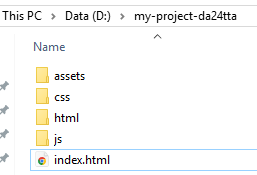 This PC > Data (D:) > my-project-da24tta
Name
assets
css
html
js
index.html